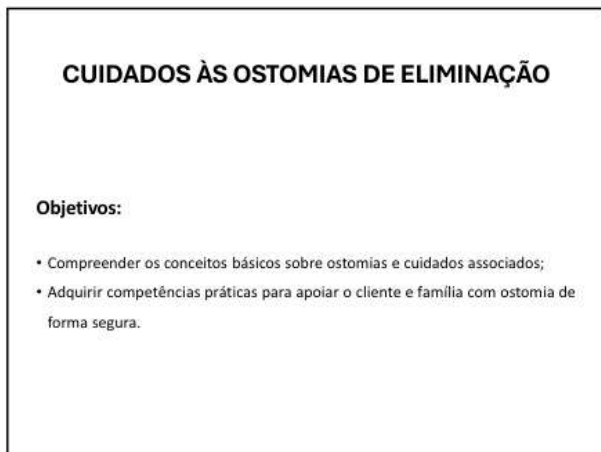 CUIDADOS ÀS OSTOMIAS DE ELIMINAÇÃO
Objetivos:
• Compreender os conceitos básicos sobre ostomias e cuidados associados;
• Adquirir competências práticas para apoiar o cliente e família com ostomia de
forma segura.